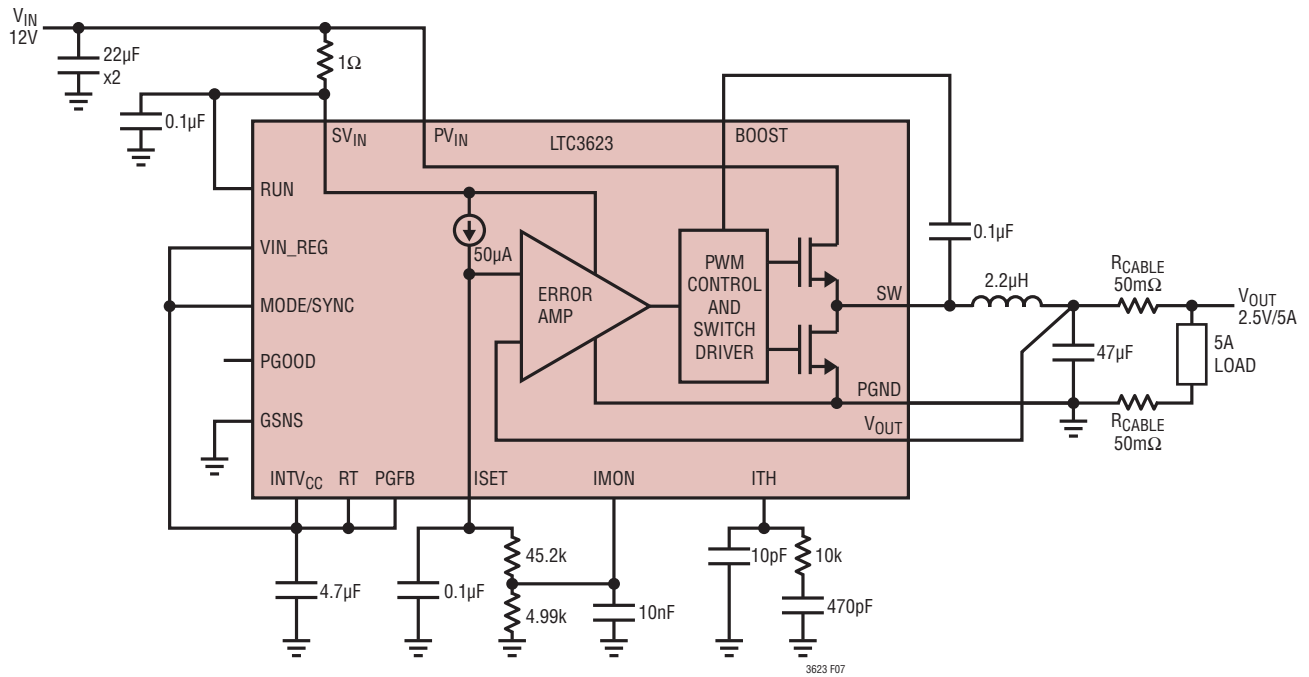 VIN
12V
22µF
x2
1Ω
0.1µF
SVIN
PVIN
LTC3623
BOOST
RUN
VIN_REG
MODE/SYNC
PGOOD
GSNS
50µA
ERROR
AMP
PWM
CONTROL
AND
SWITCH
DRIVER
0.1µF
SW
2.2µH
RCABLE
50mΩ
VOUT
2.5V/5A
47µF
5A
LOAD
PGND
VOUT
RCABLE
50mΩ
INTVCC
RT
PGFB
ISET
IMON
ITH
4.7µF
0.1µF
45.2k
4.99k
10nF
10pF
10k
470pF
3623 F07